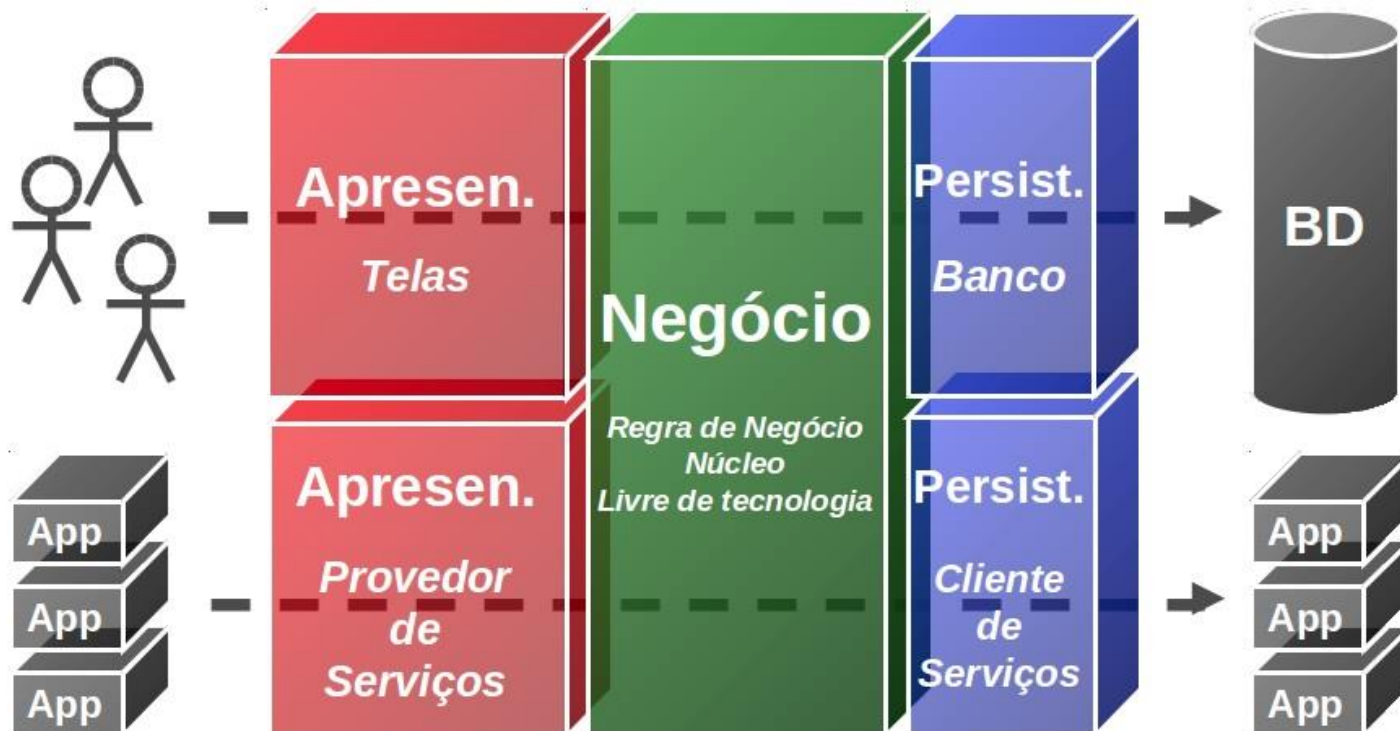 Apresen.
Telas
Negócio
Regra de Negócio
Núcleo
Livre de tecnologia
Persist.
Banco
BD
App
App
App
Apresen.
Provedor
de
Serviços
Persist.
Cliente
de
Serviços
App
App
App